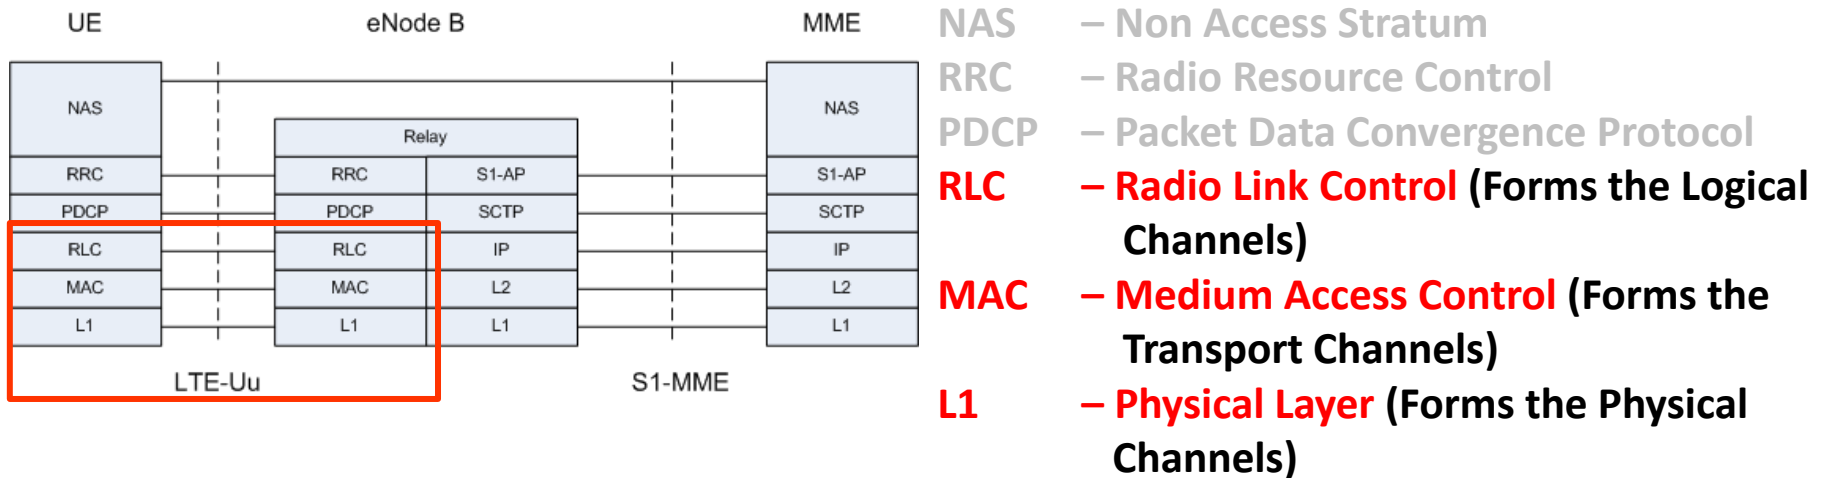 UE eNode B MME
NAS NAS
Relay
RRC RRC S1-AP S1-AP
PDCP PDCP SCTP SCTP
RLC RLC IP IP
MAC MAC L2 L2
L1 L1 L1 L1
LTE-Uu S1-MME
NAS – Non Access Stratum
RRC – Radio Resource Control
PDCP – Packet Data Convergence Protocol
RLC – Radio Link Control (Forms the Logical
Channels)
MAC – Medium Access Control (Forms the
Transport Channels)
L1 – Physical Layer (Forms the Physical
Channels)